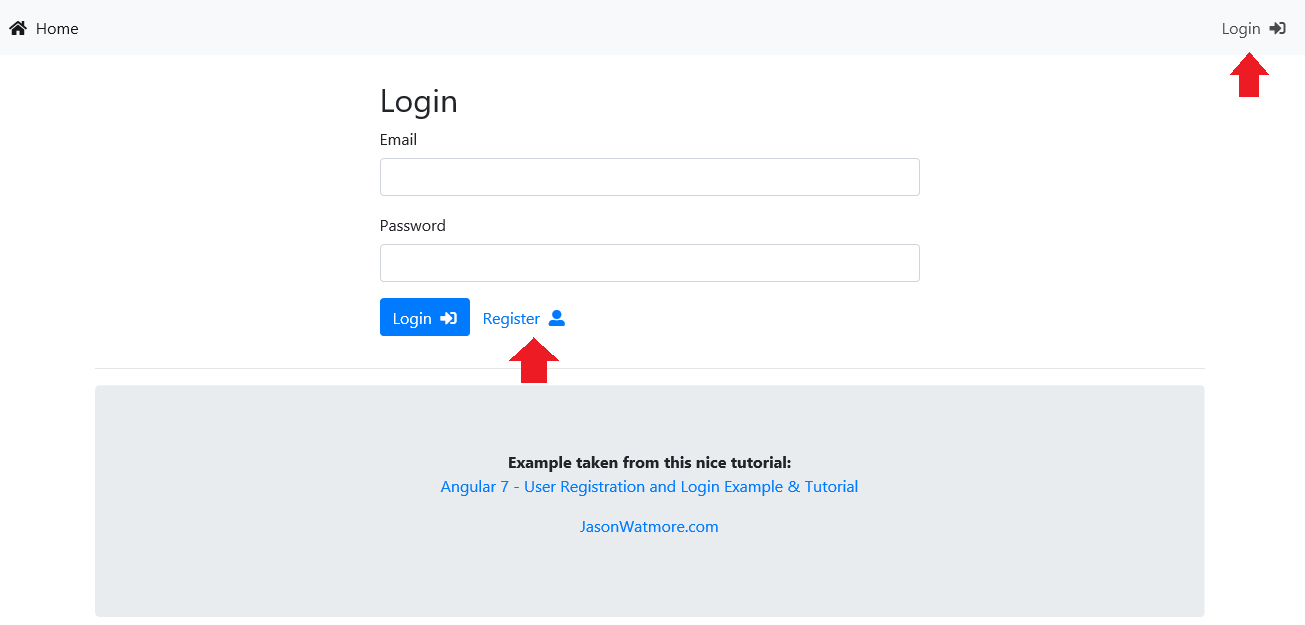 Home
Login
Login
Email
Password
Login
Register
Example taken from this nice tutorial:
Angular 7 - User Registration and Login Example & Tutorial
JasonWatmore.com